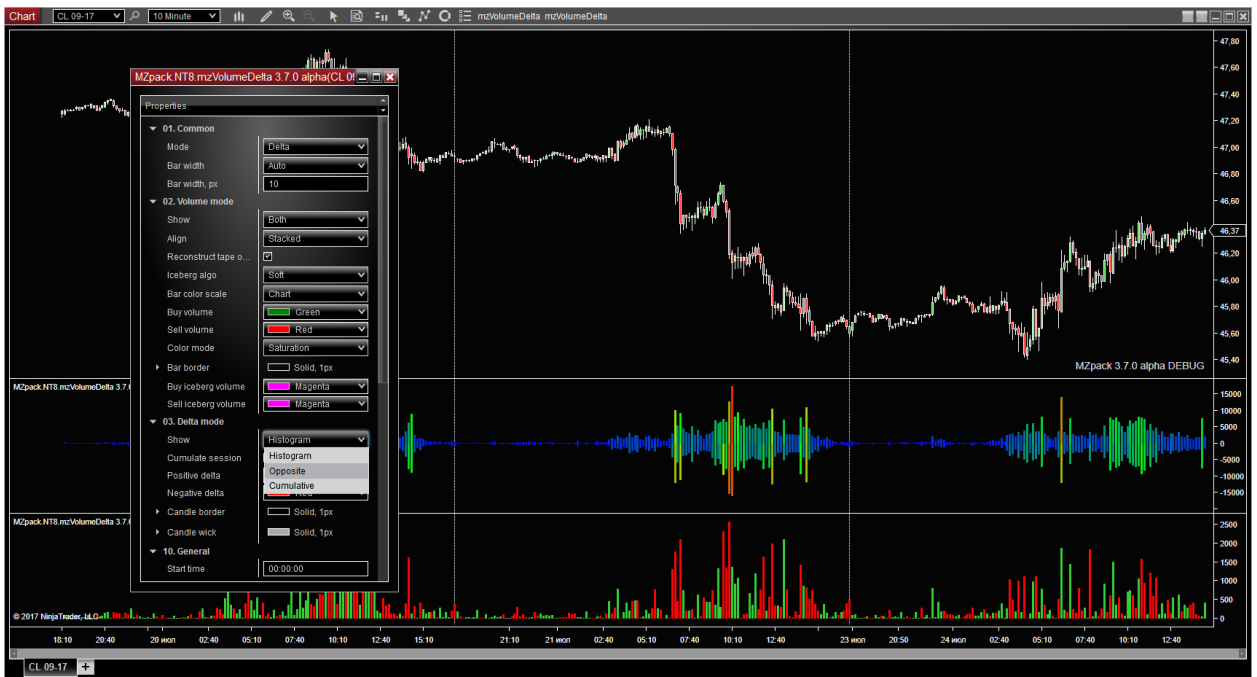 Chart CL 09-17 10 Minute mzVolumeDelta mzVolumeDelta
MZpack.NT8.mzVolumeDelta 3.7.0 alpha(CL 09
Properties
01. Common
Mode Delta
Bar width Auto
Bar width, px 10
02. Volume mode
Show Both
Align Stacked
Reconstruct tape o...
Iceberg algo Soft
Bar color scale Chart
Buy volume Green
Sell volume Red
Color mode Saturation
Bar border Solid, 1px
Buy iceberg volume Magenta
Sell iceberg volume Magenta
03. Delta mode
Show Histogram
Histogram
Cumulate session
Opposite
Positive delta
Cumulative
Negative delta Red
Candle border Solid, 1px
Candle wick Solid, 1px
10. General
Start time 00:00:00
47,80
47,60
47,40
47,20
47,00
46,80
46,60
46,37
46,20
46,00
45,80
45,60
45,40
MZpack 3.7.0 alpha DEBUG
MZpack.NT8.mzVolumeDelta 3.7.0
15000
10000
5000
0
-5000
-10000
-15000
MZpack.NT8.mzVolumeDelta 3.7.0
2500
2000
1500
1000
500
0
© 2017 NinjaTrader, LLC
18:10 20:40 20 июл 02:40 05:10 07:40 10:10 12:40 15:10 21:10 21 июл 02:40 05:10 07:40 10:10 12:40 23 июл 20:50 24 июл 02:40 05:10 07:40 10:10 12:40
CL 09-17 +